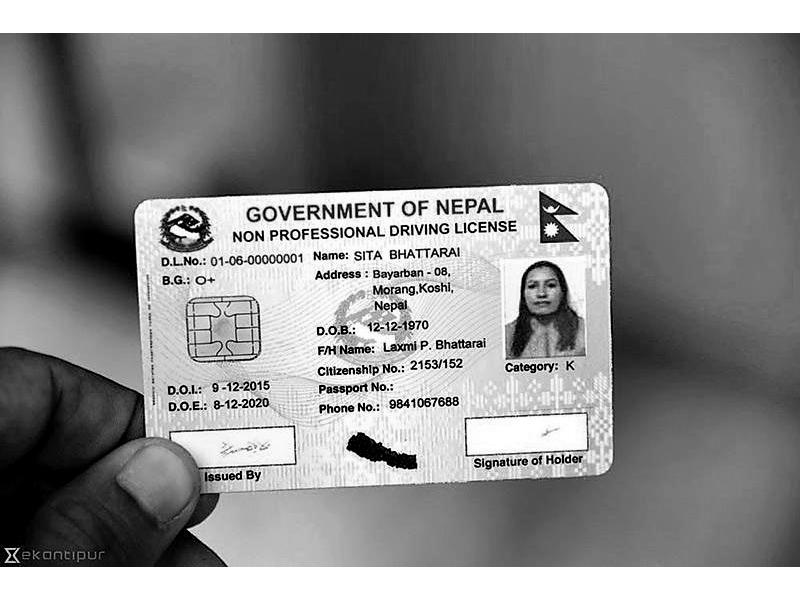 GOVERNMENT OF NEPAL
NON PROFESSIONAL DRIVING LICENSE
D.L.No.: 01-06-00000001
B.G.: O+
Name: SITA BHATTARAI
Address : Bayarban - 08,
Morang,Koshi,
Nepal
D.O.B.: 12-12-1970
F/H Name: Laxmi P. Bhattarai
Citizenship No.: 2153/152
Passport No.:
Phone No.: 9841067688
Category: K
D.O.I.: 9 -12-2015
D.O.E.: 8-12-2020
Issued By
Signature of Holder
ekantipur